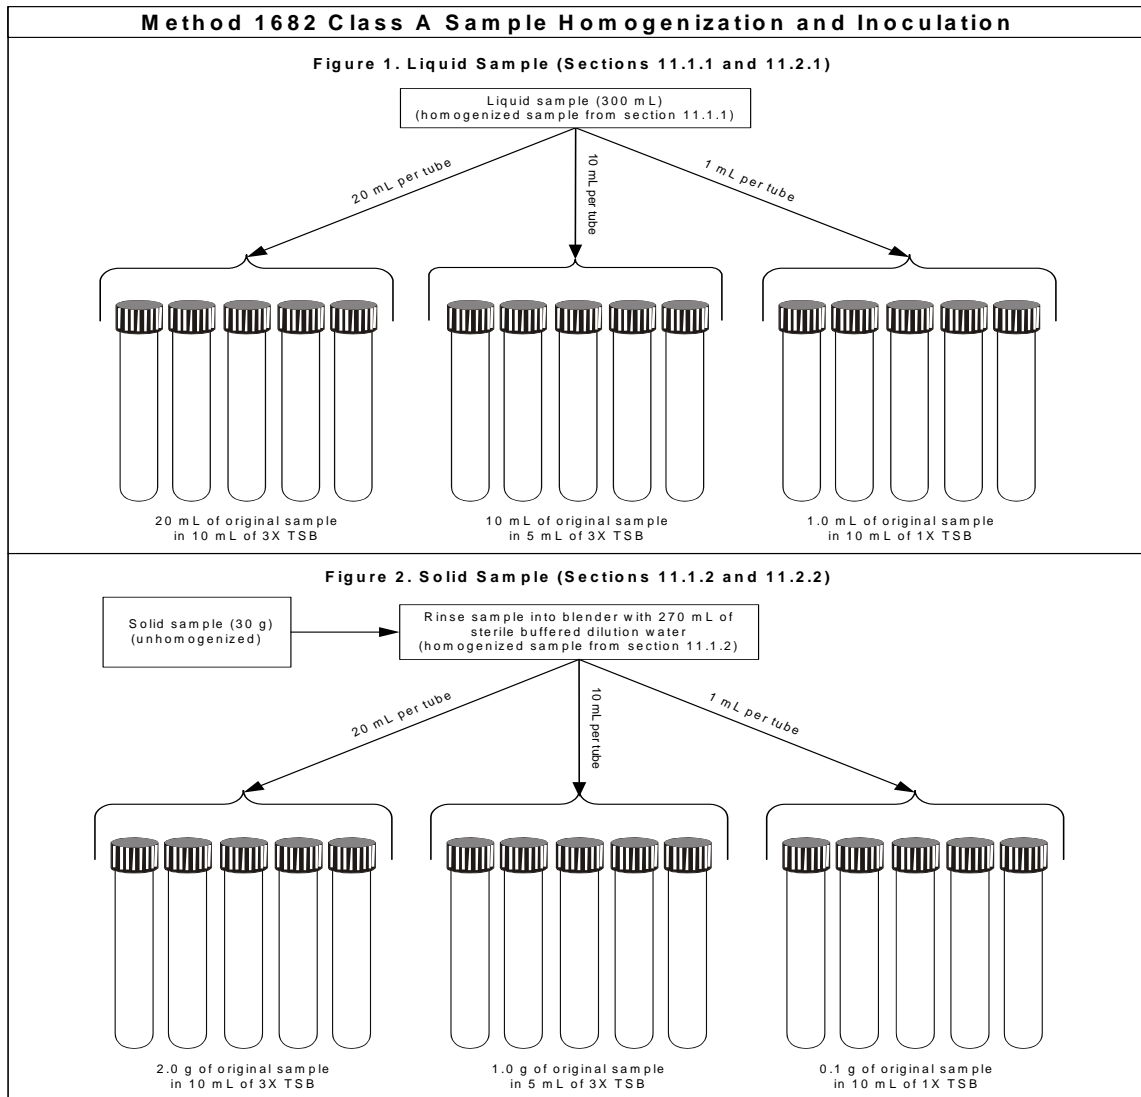 Method 1682 Class A Sample Homogenization and Inoculation
Figure 1. Liquid Sample (Sections 11.1.1 and 11.2.1)
Liquid sample (300 mL)
(homogenized sample from section 11.1.1)
20 mL per tube
10 mL per tube
1 mL per tube
20 mL of original sample
in 10 mL of 3X TSB
10 mL of original sample
in 5 mL of 3X TSB
1.0 mL of original sample
in 10 mL of 1X TSB
Figure 2. Solid Sample (Sections 11.1.2 and 11.2.2)
Solid sample (30 g)
(unhomogenized)
Rinse sample into blender with 270 mL of
sterile buffered dilution water
(homogenized sample from section 11.1.2)
20 mL per tube
10 mL per tube
1 mL per tube
2.0 g of original sample
in 10 mL of 3X TSB
1.0 g of original sample
in 5 mL of 3X TSB
0.1 g of original sample
in 10 mL of 1X TSB